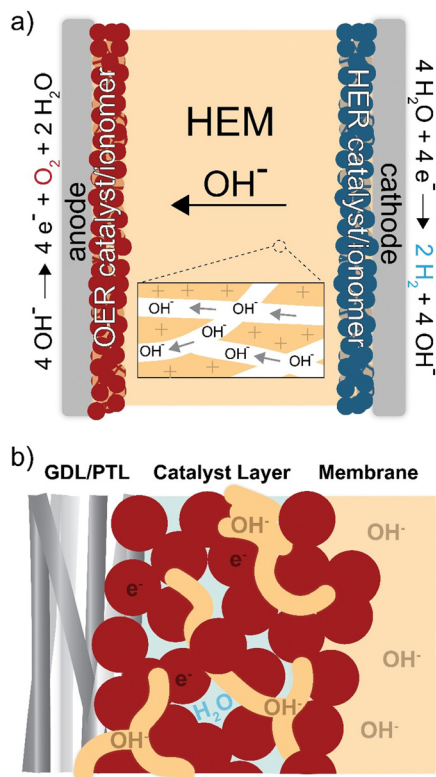 a)
4 OH⁻ → 4 e⁻ + O₂ + 2 H₂O
anode
OER catalyst/ionomer
HEM
OH⁻
+ + + + +
OH⁻ OH⁻
+ +
OH⁻ OH⁻ OH⁻
+ + + +
HER catalyst/ionomer
cathode
4 H₂O + 4 e⁻ → 2 H₂ + 4 OH⁻
b)
GDL/PTL Catalyst Layer Membrane
OH⁻ OH⁻
e⁻ e⁻
OH⁻
e⁻
H₂O OH⁻ OH⁻
OH⁻